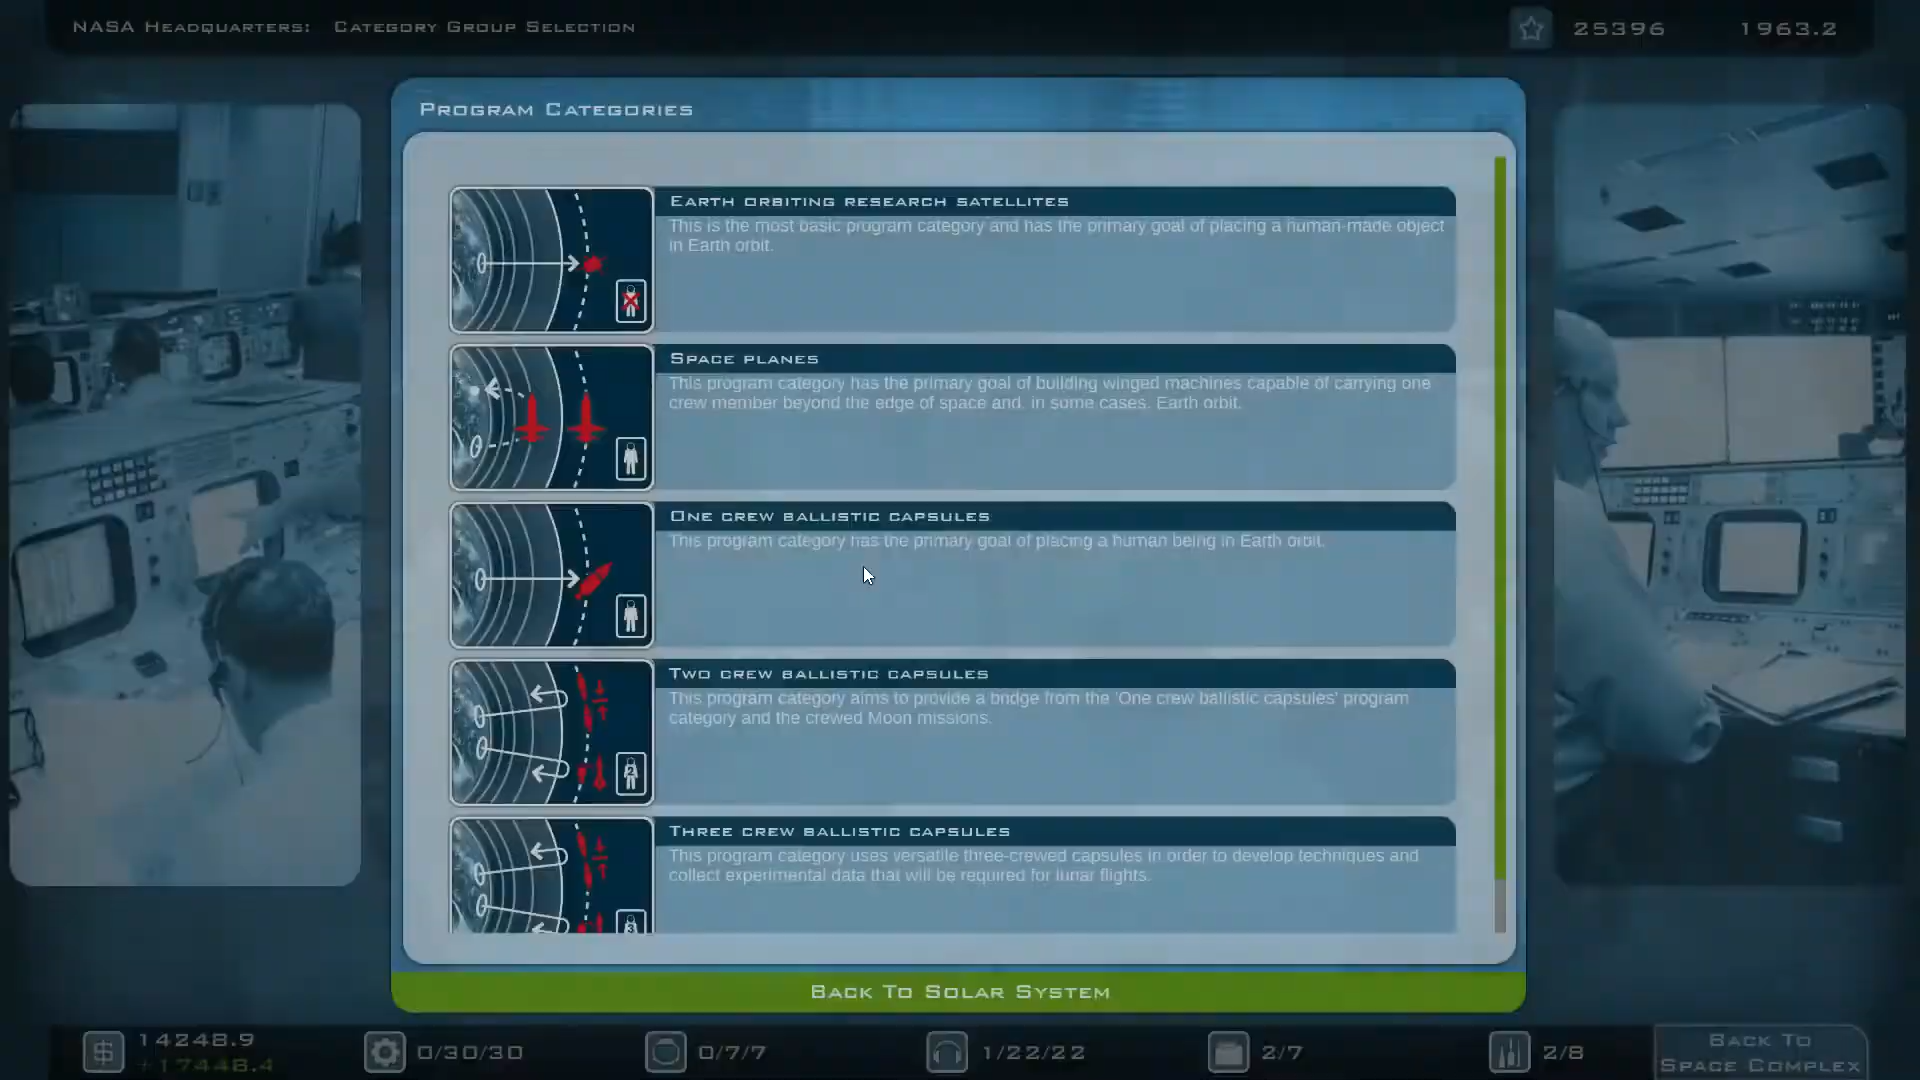 NASA Headquarters: Category Group Selection
25396
1963.2
Program Categories
Earth orbiting research satellites
This is the most basic program category and has the primary goal of placing a human-made object
in Earth orbit.
Space planes
This program category has the primary goal of building winged machines capable of carrying one
crew member beyond the edge of space and, in some cases, Earth orbit.
One crew ballistic capsules
This program category has the primary goal of placing a human being in Earth orbit.
Two crew ballistic capsules
This program category aims to provide a bridge from the 'One crew ballistic capsules' program
category and the crewed Moon missions.
2
Three crew ballistic capsules
This program category uses versatile three-crewed capsules in order to develop techniques and
collect experimental data that will be required for lunar flights.
3
Back To Solar System
$ 14248.9
+17448.4
0/30/30
0/7/7
1/22/22
2/7
2/8
Back To
Space Complex